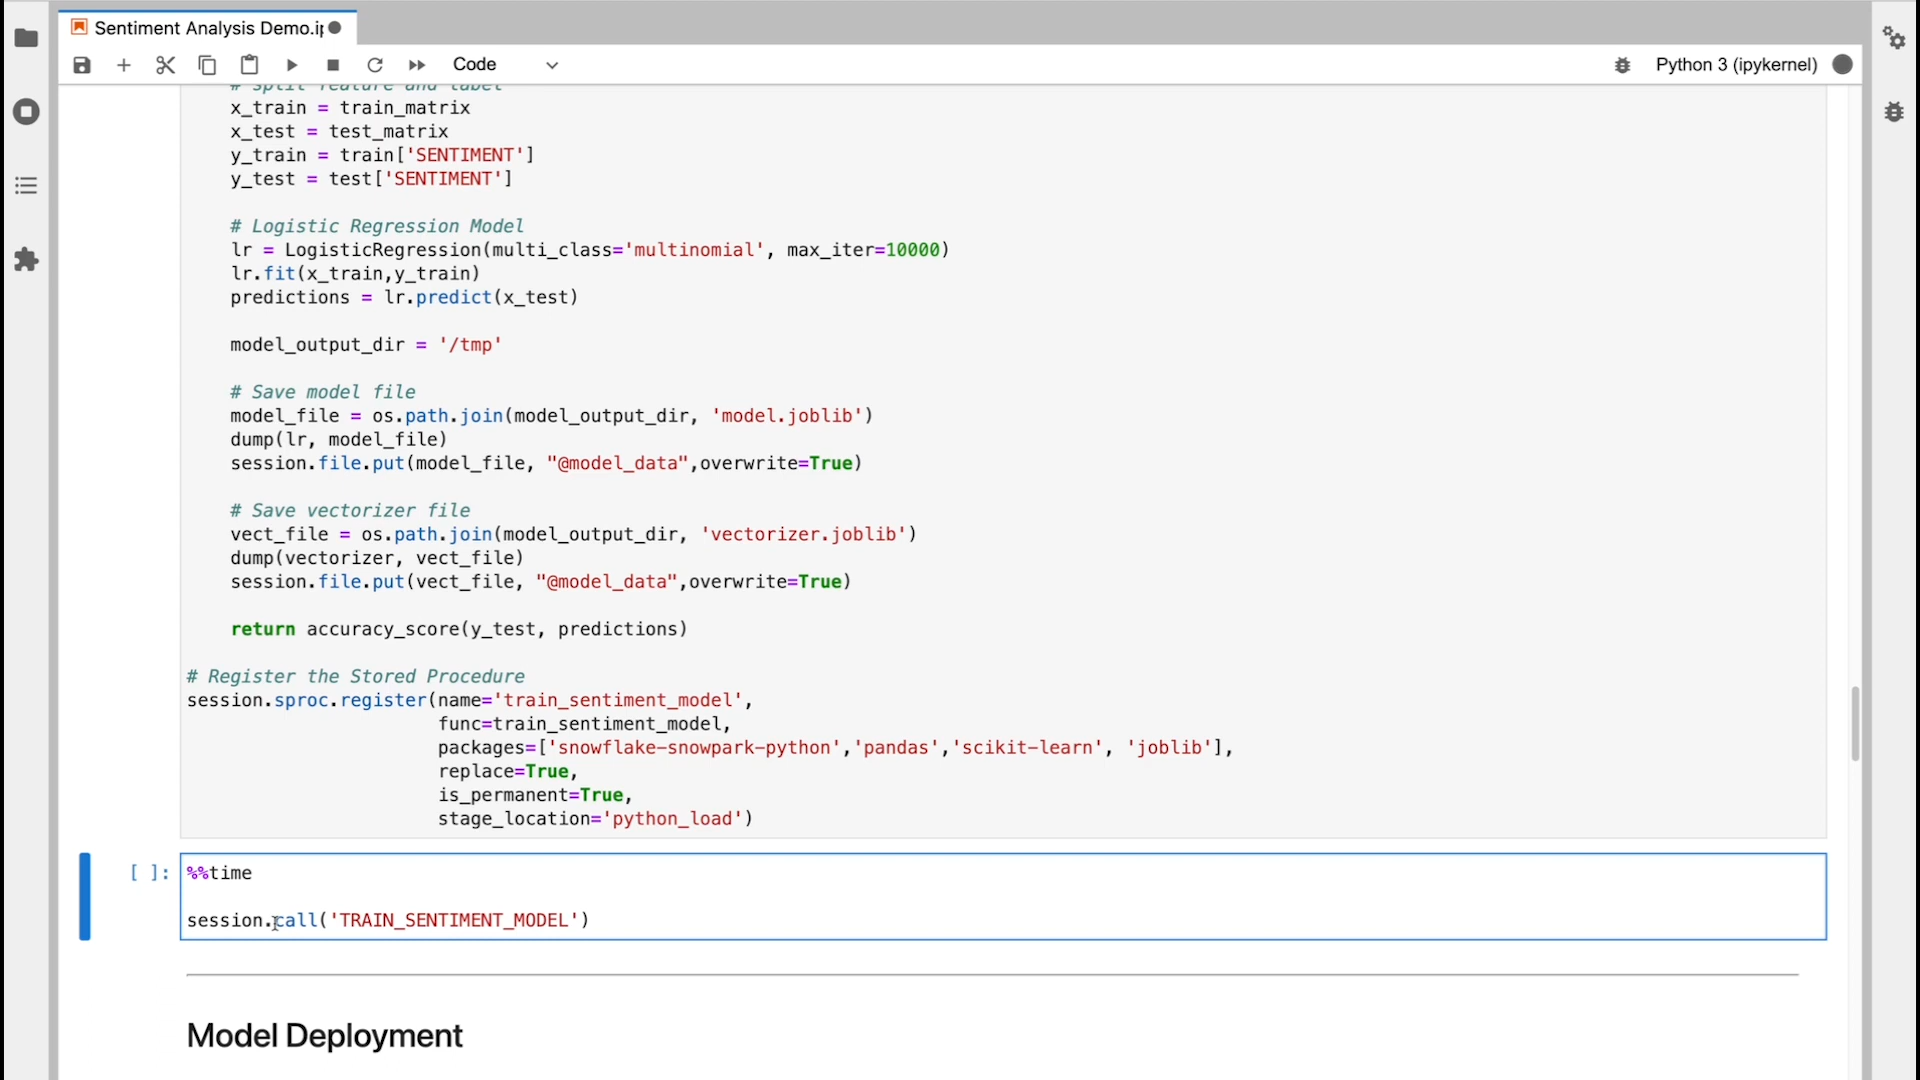 Sentiment Analysis Demo.ip
Code
Python 3 (ipykernel)
# Split feature and label
x_train = train_matrix
x_test = test_matrix
y_train = train['SENTIMENT']
y_test = test['SENTIMENT']
# Logistic Regression Model
lr = LogisticRegression(multi_class='multinomial', max_iter=10000)
lr.fit(x_train,y_train)
predictions = lr.predict(x_test)
model_output_dir = '/tmp'
# Save model file
model_file = os.path.join(model_output_dir, 'model.joblib')
dump(lr, model_file)
session.file.put(model_file, "@model_data",overwrite=True)
# Save vectorizer file
vect_file = os.path.join(model_output_dir, 'vectorizer.joblib')
dump(vectorizer, vect_file)
session.file.put(vect_file, "@model_data",overwrite=True)
return accuracy_score(y_test, predictions)
# Register the Stored Procedure
session.sproc.register(name='train_sentiment_model',
func=train_sentiment_model,
packages=['snowflake-snowpark-python','pandas','scikit-learn', 'joblib'],
replace=True,
is_permanent=True,
stage_location='python_load')
[ ]:
%%time
session.call('TRAIN_SENTIMENT_MODEL')
Model Deployment